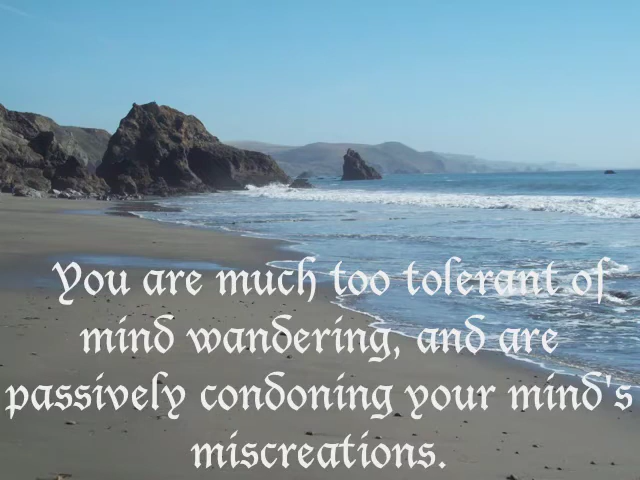 You are much too tolerant of
mind wandering, and are
passively condoning your mind's
miscreations.